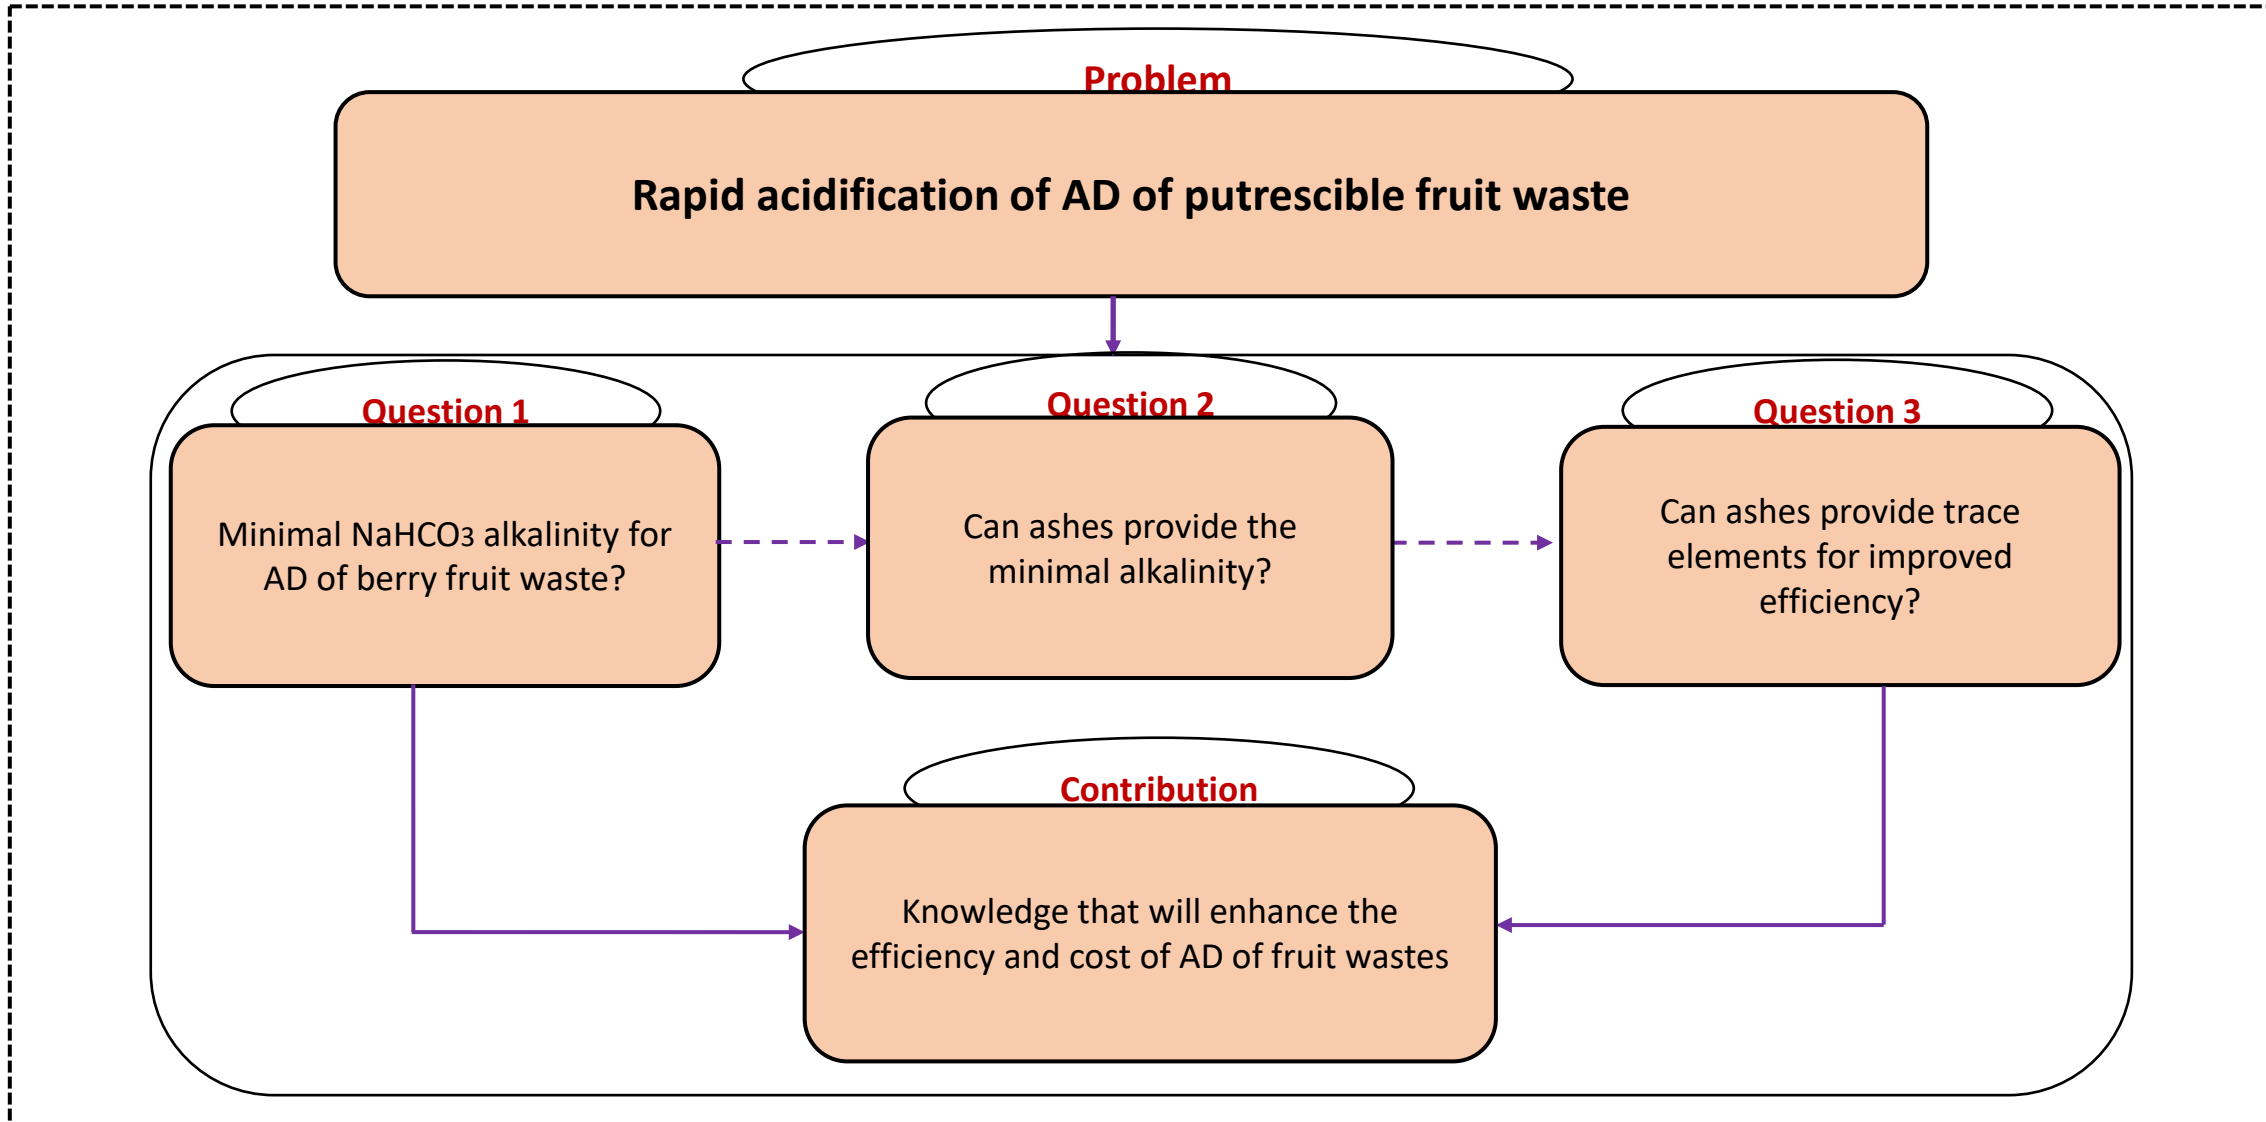 Problem
Rapid acidification of AD of putrescible fruit waste
Question 1
Minimal NaHCO3 alkalinity for
AD of berry fruit waste?
Question 2
Can ashes provide the
minimal alkalinity?
Question 3
Can ashes provide trace
elements for improved
efficiency?
Contribution
Knowledge that will enhance the
efficiency and cost of AD of fruit wastes